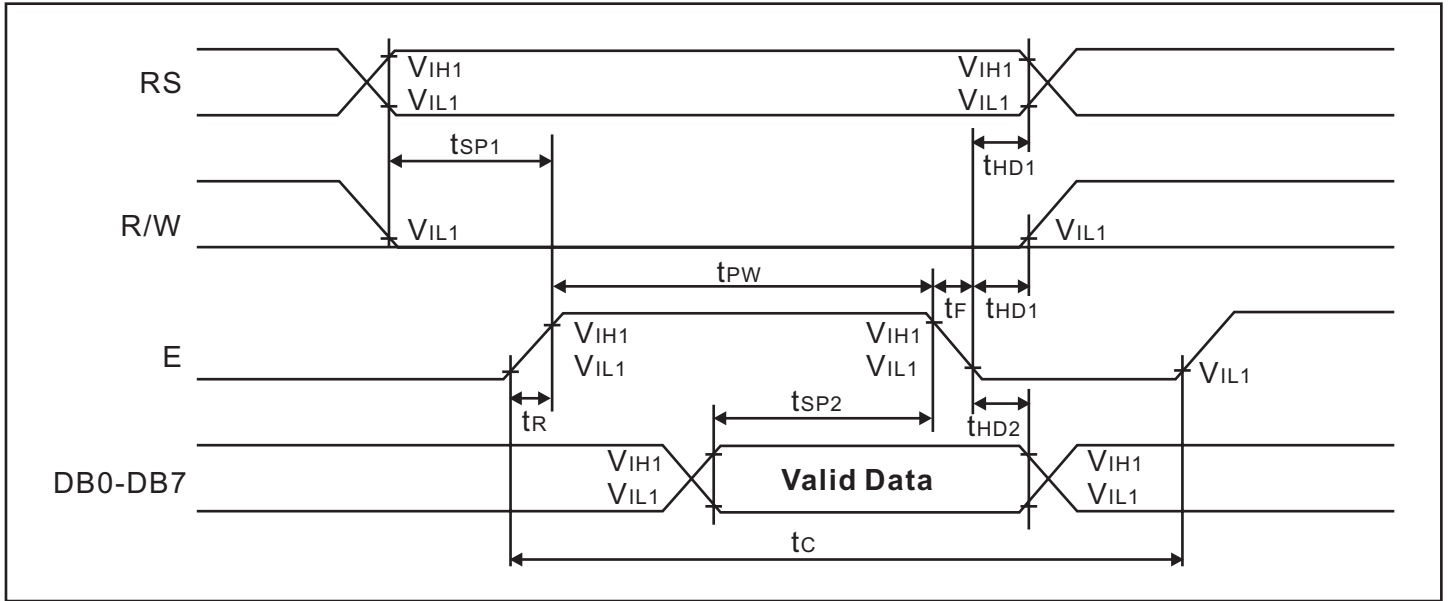 RS
VIH1
VIH1
VIL1
VIL1
tSP1
tHD1
R/W
VIL1
VIL1
tPW
tF
tHD1
E
VIH1
VIH1
VIL1
VIL1
VIL1
tR
tSP2
tHD2
DB0-DB7
VIH1
Valid Data
VIH1
VIL1
VIL1
tC